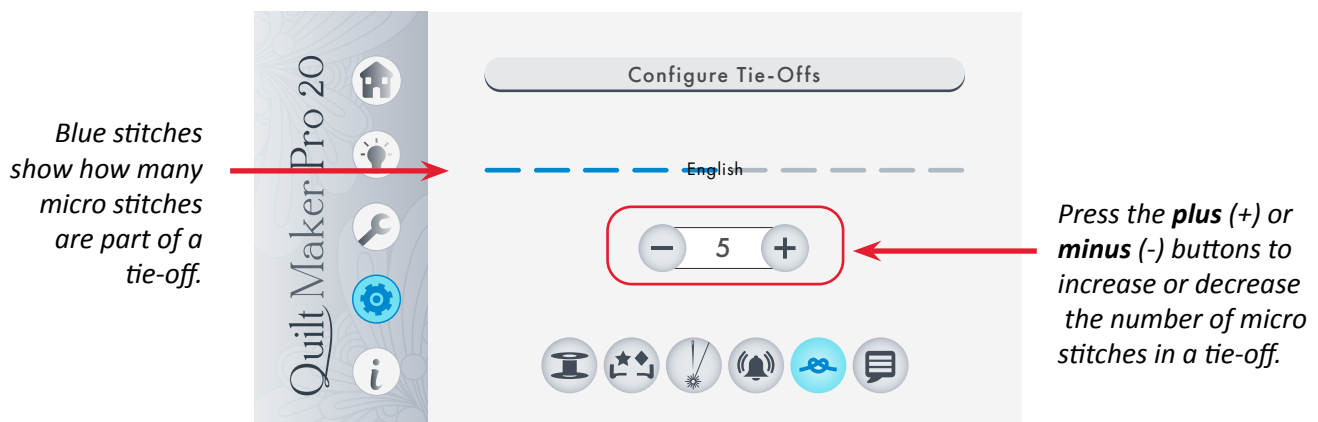 Blue stitches
show how many
micro stitches
are part of a
tie-off.
Quilt Maker Pro 20
i
Configure Tie-Offs
English
− 5 +
Press the plus (+) or
minus (-) buttons to
increase or decrease
the number of micro
stitches in a tie-off.